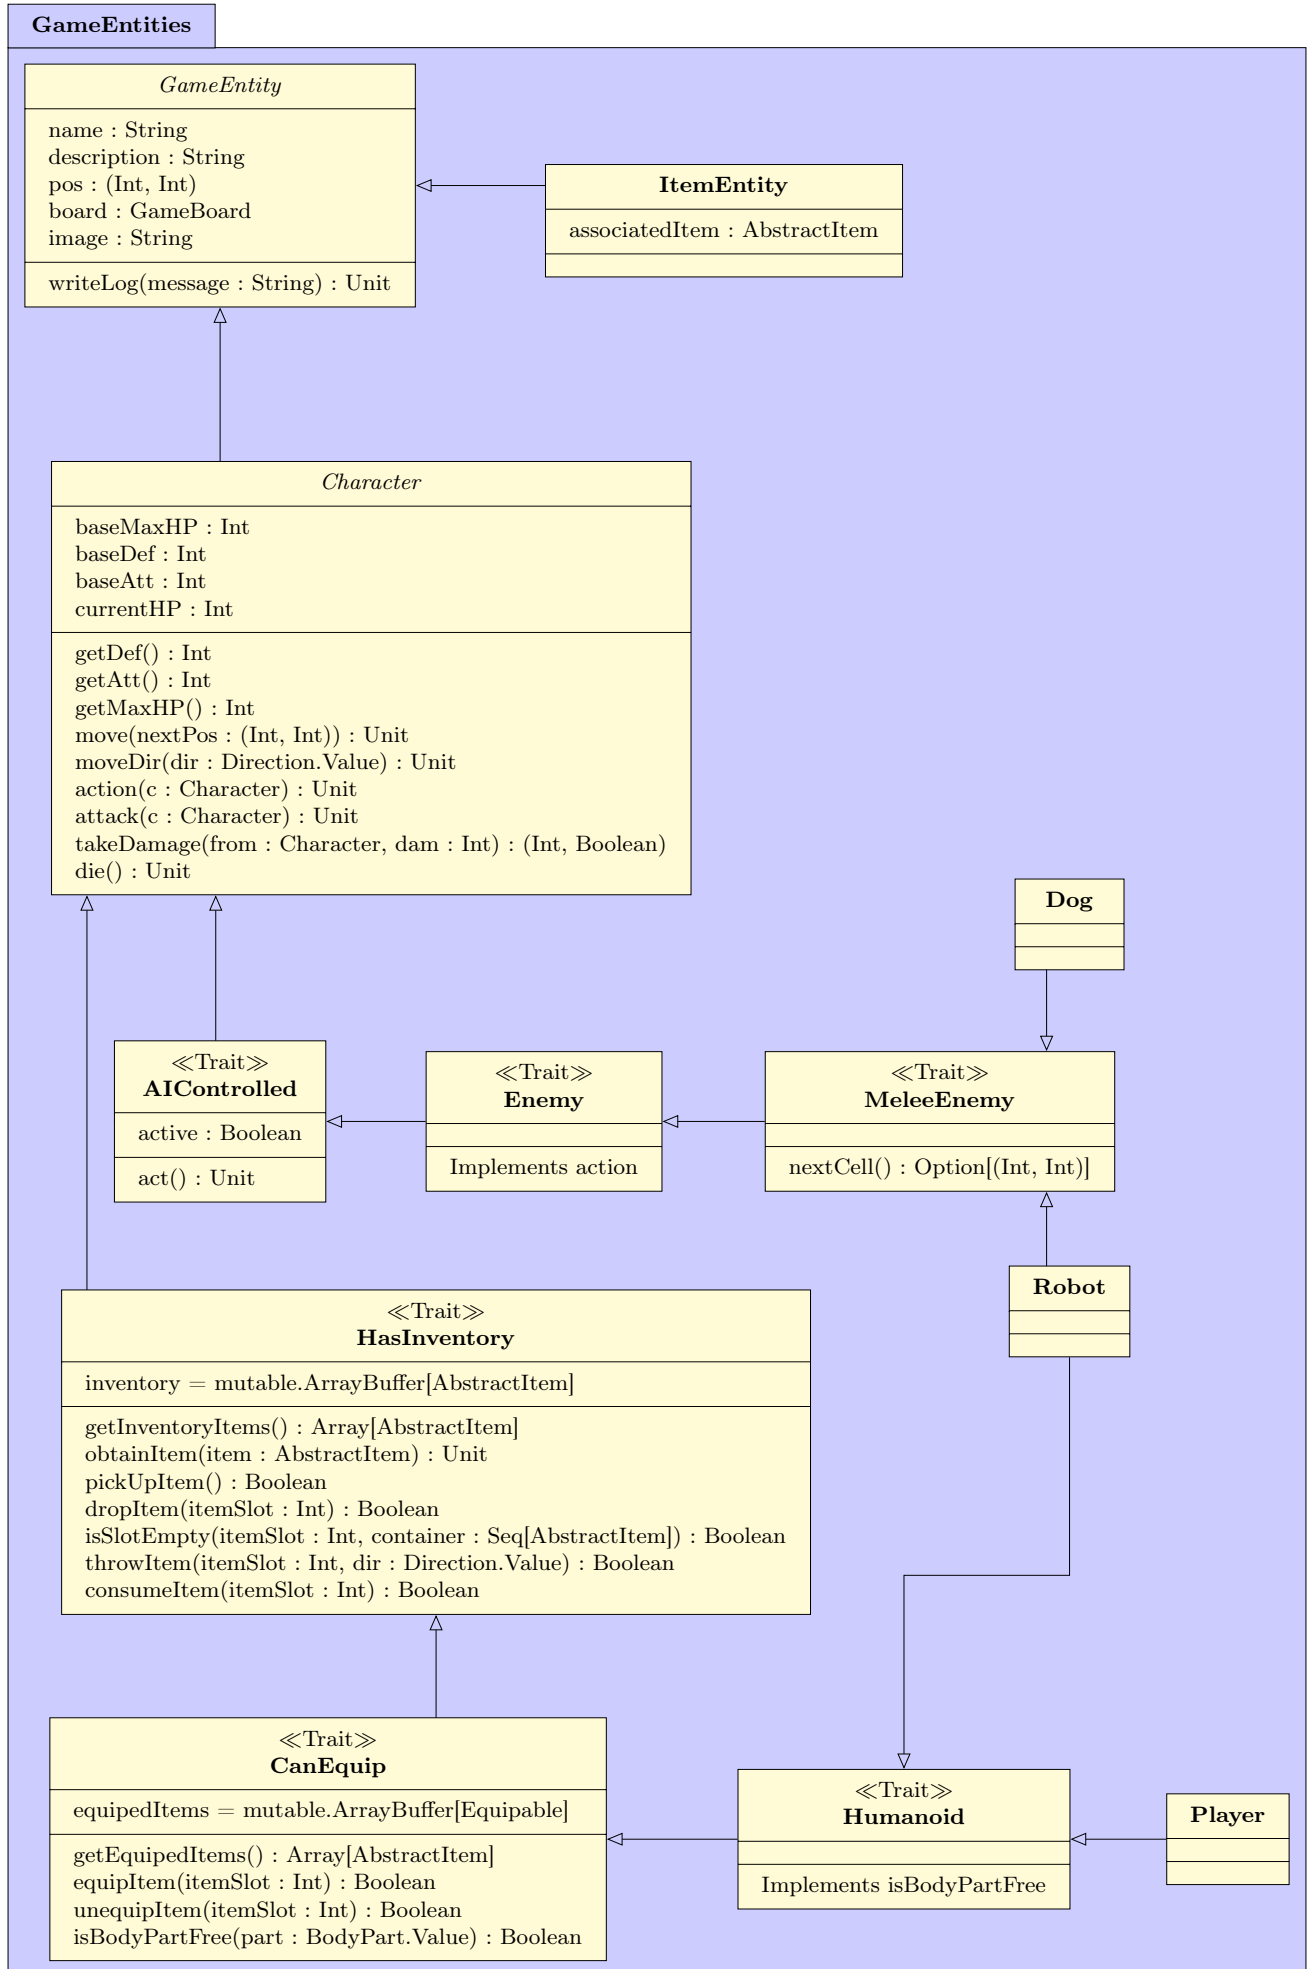 GameEntities
GameEntity
name : String
description : String
pos : (Int, Int)
board : GameBoard
image : String
writeLog(message : String) : Unit
ItemEntity
associatedItem : AbstractItem
Character
baseMaxHP : Int
baseDef : Int
baseAtt : Int
currentHP : Int
getDef() : Int
getAtt() : Int
getMaxHP() : Int
move(nextPos : (Int, Int)) : Unit
moveDir(dir : Direction.Value) : Unit
action(c : Character) : Unit
attack(c : Character) : Unit
takeDamage(from : Character, dam : Int) : (Int, Boolean)
die() : Unit
Dog
≪Trait≫
AIControlled
active : Boolean
act() : Unit
≪Trait≫
Enemy
Implements action
≪Trait≫
MeleeEnemy
nextCell() : Option[(Int, Int)]
Robot
≪Trait≫
HasInventory
inventory = mutable.ArrayBuffer[AbstractItem]
getInventoryItems() : Array[AbstractItem]
obtainItem(item : AbstractItem) : Unit
pickUpItem() : Boolean
dropItem(itemSlot : Int) : Boolean
isSlotEmpty(itemSlot : Int, container : Seq[AbstractItem]) : Boolean
throwItem(itemSlot : Int, dir : Direction.Value) : Boolean
consumeItem(itemSlot : Int) : Boolean
≪Trait≫
CanEquip
equipedItems = mutable.ArrayBuffer[Equipable]
getEquipedItems() : Array[AbstractItem]
equipItem(itemSlot : Int) : Boolean
unequipItem(itemSlot : Int) : Boolean
isBodyPartFree(part : BodyPart.Value) : Boolean
≪Trait≫
Humanoid
Implements isBodyPartFree
Player